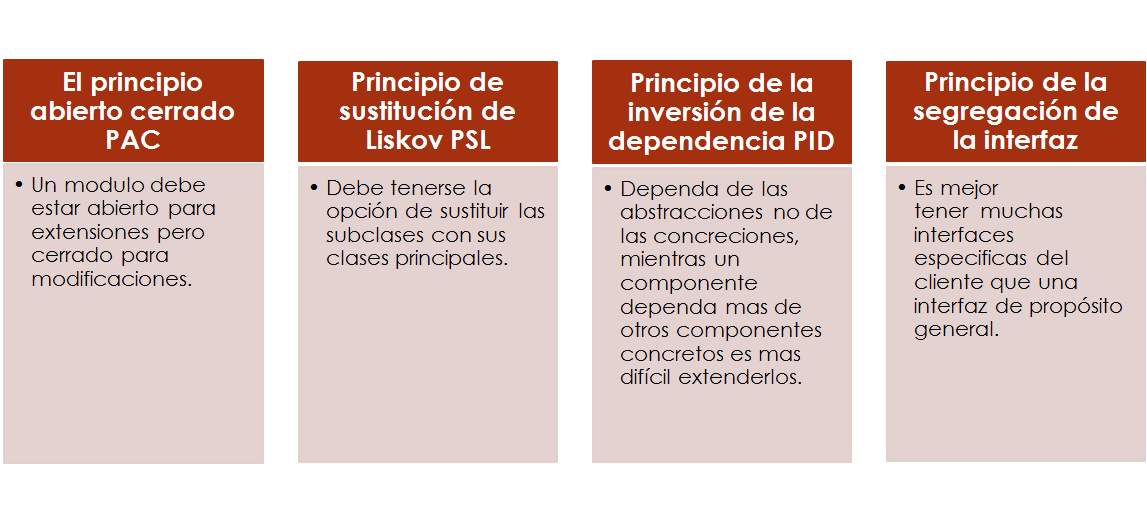 El principio
abierto cerrado
PAC
• Un modulo debe
estar abierto para
extensiones pero
cerrado para
modificaciones.
Principio de
sustitución de
Liskov PSL
• Debe tenerse la
opción de sustituir las
subclases con sus
clases principales.
Principio de la
inversión de la
dependencia PID
• Dependa de las
abstracciones no de
las concreciones,
mientras un
componente
dependa mas de
otros componentes
concretos es mas
difícil extenderlos.
Principio de la
segregación de
la interfaz
• Es mejor
tener muchas
interfaces
especificas del
cliente que una
interfaz de propósito
general.